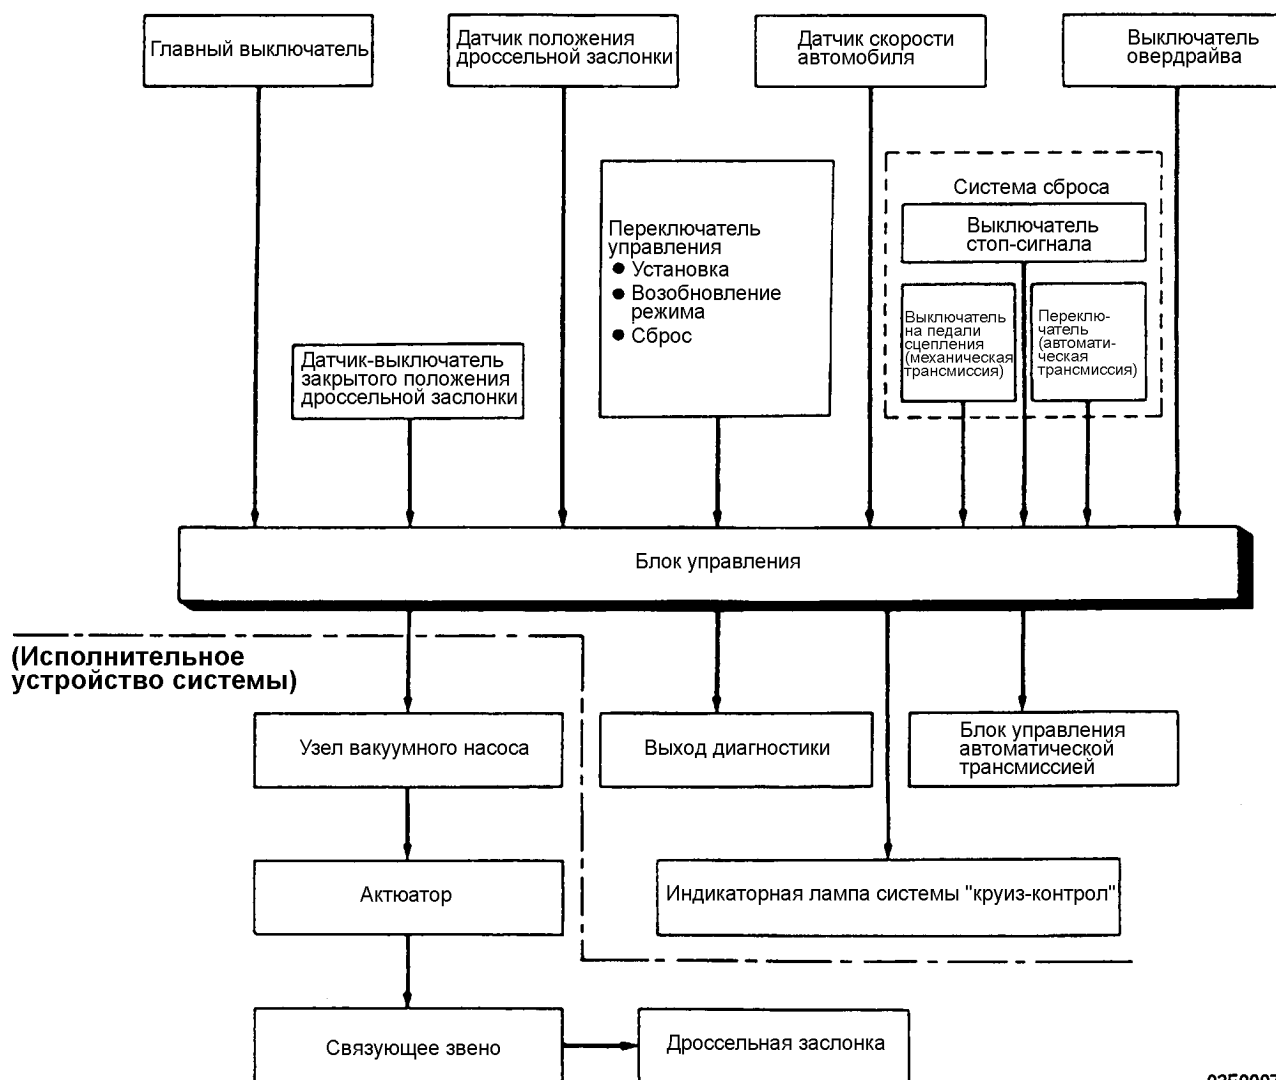 Главный выключатель
Датчик положения
дроссельной заслонки
Датчик скорости
автомобиля
Выключатель
овердрайва
Система сброса
Выключатель
стоп-сигнала
Переключатель
управления
● Установка
● Возобновление
режима
● Сброс
Выключатель
на педали
сцепления
(механическая
трансмиссия)
Переклю-
чатель
(автомати-
ческая
трансмиссия)
Датчик-выключатель
закрытого положения
дроссельной заслонки
Блок управления
(Исполнительное
устройство системы)
Узел вакуумного насоса
Выход диагностики
Блок управления
автоматической
трансмиссией
Актюатор
Индикаторная лампа системы "круиз-контрол"
Связующее звено
Дроссельная заслонка